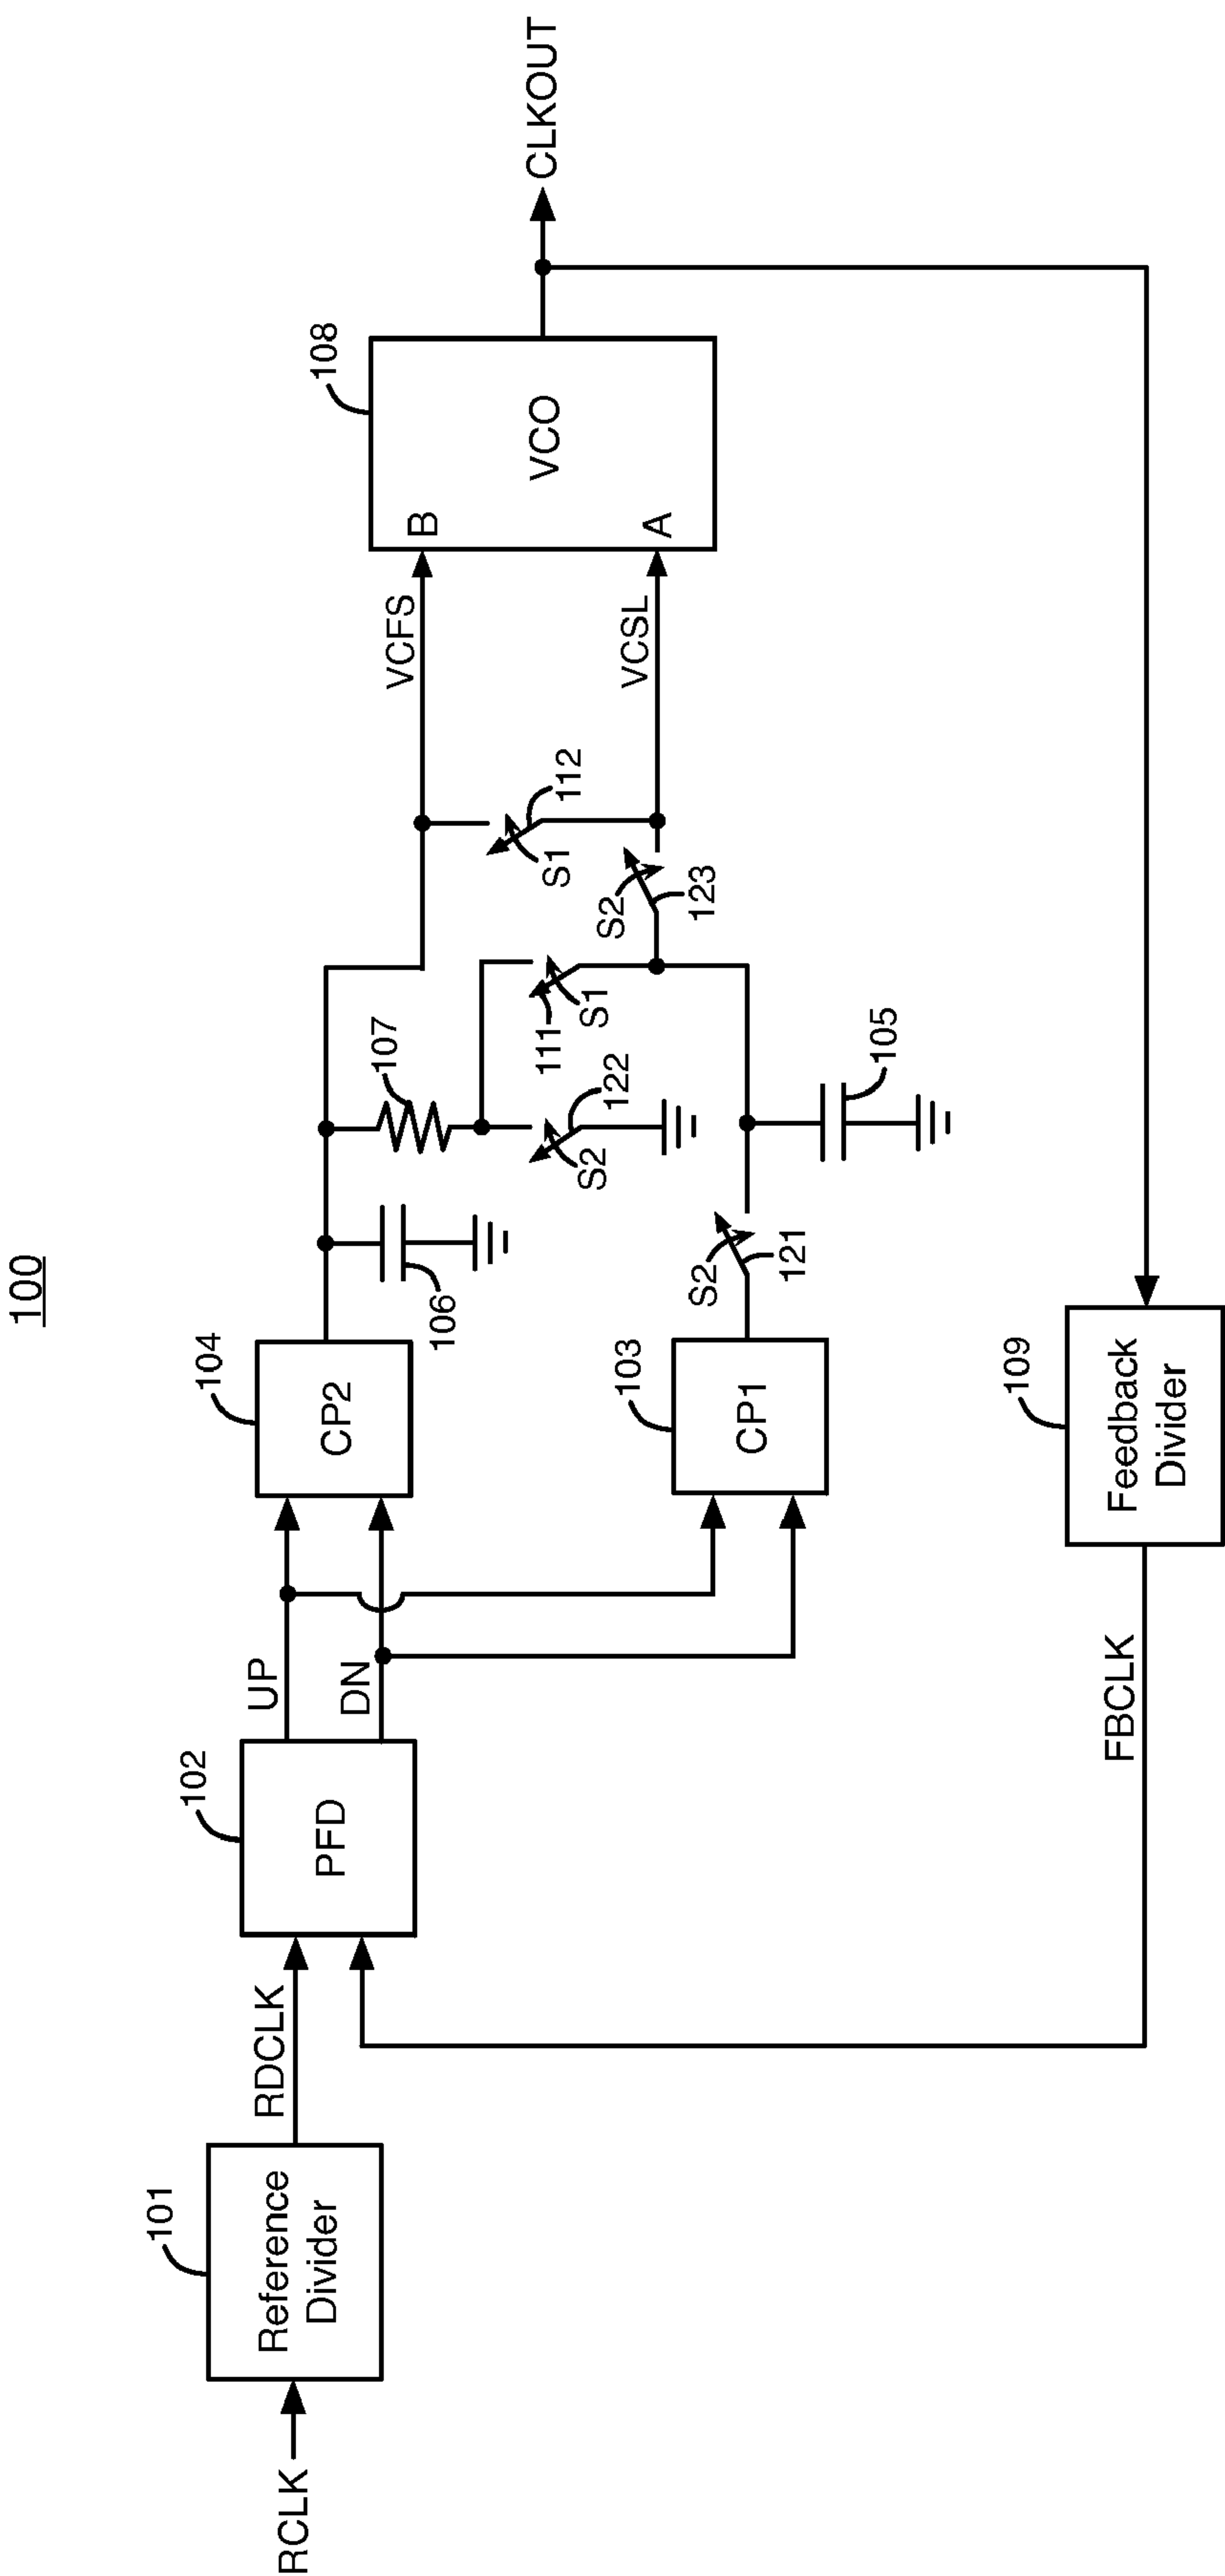 100
RCLK
101
Reference
Divider
RDCLK
102
PFD
UP
DN
104
CP2
103
CP1
106
107
S2
122
111
S1
S2
121
105
S2
123
S1
112
VCFS
VCSL
108
B
A
VCO
CLKOUT
109
Feedback
Divider
FBCLK